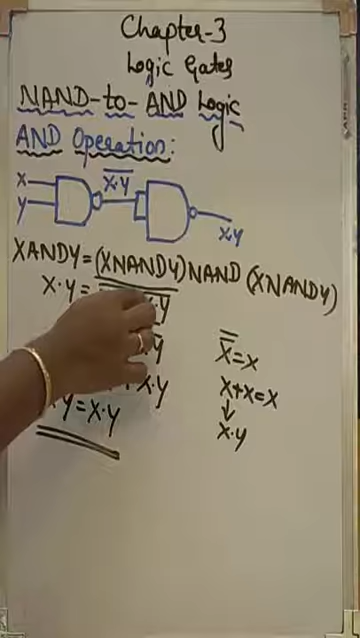 Chapter-3
Logic Gates
NAND-to-AND Logic
AND Operation:
X
Y
X̅·̅Y̅
X·Y
XANDY=(XNANDY)NAND(XNANDY)
X·Y=
·Y
·Y
+X·Y
Y=X·Y
X̿=X
X+X=X
↓
X·Y